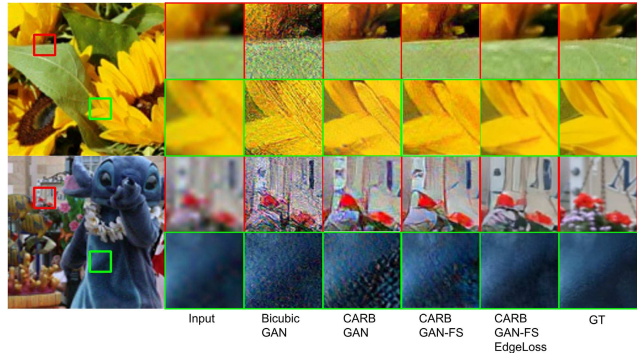 Input
Bicubic
GAN
CARB
GAN
CARB
GAN-FS
CARB
GAN-FS
EdgeLoss
GT